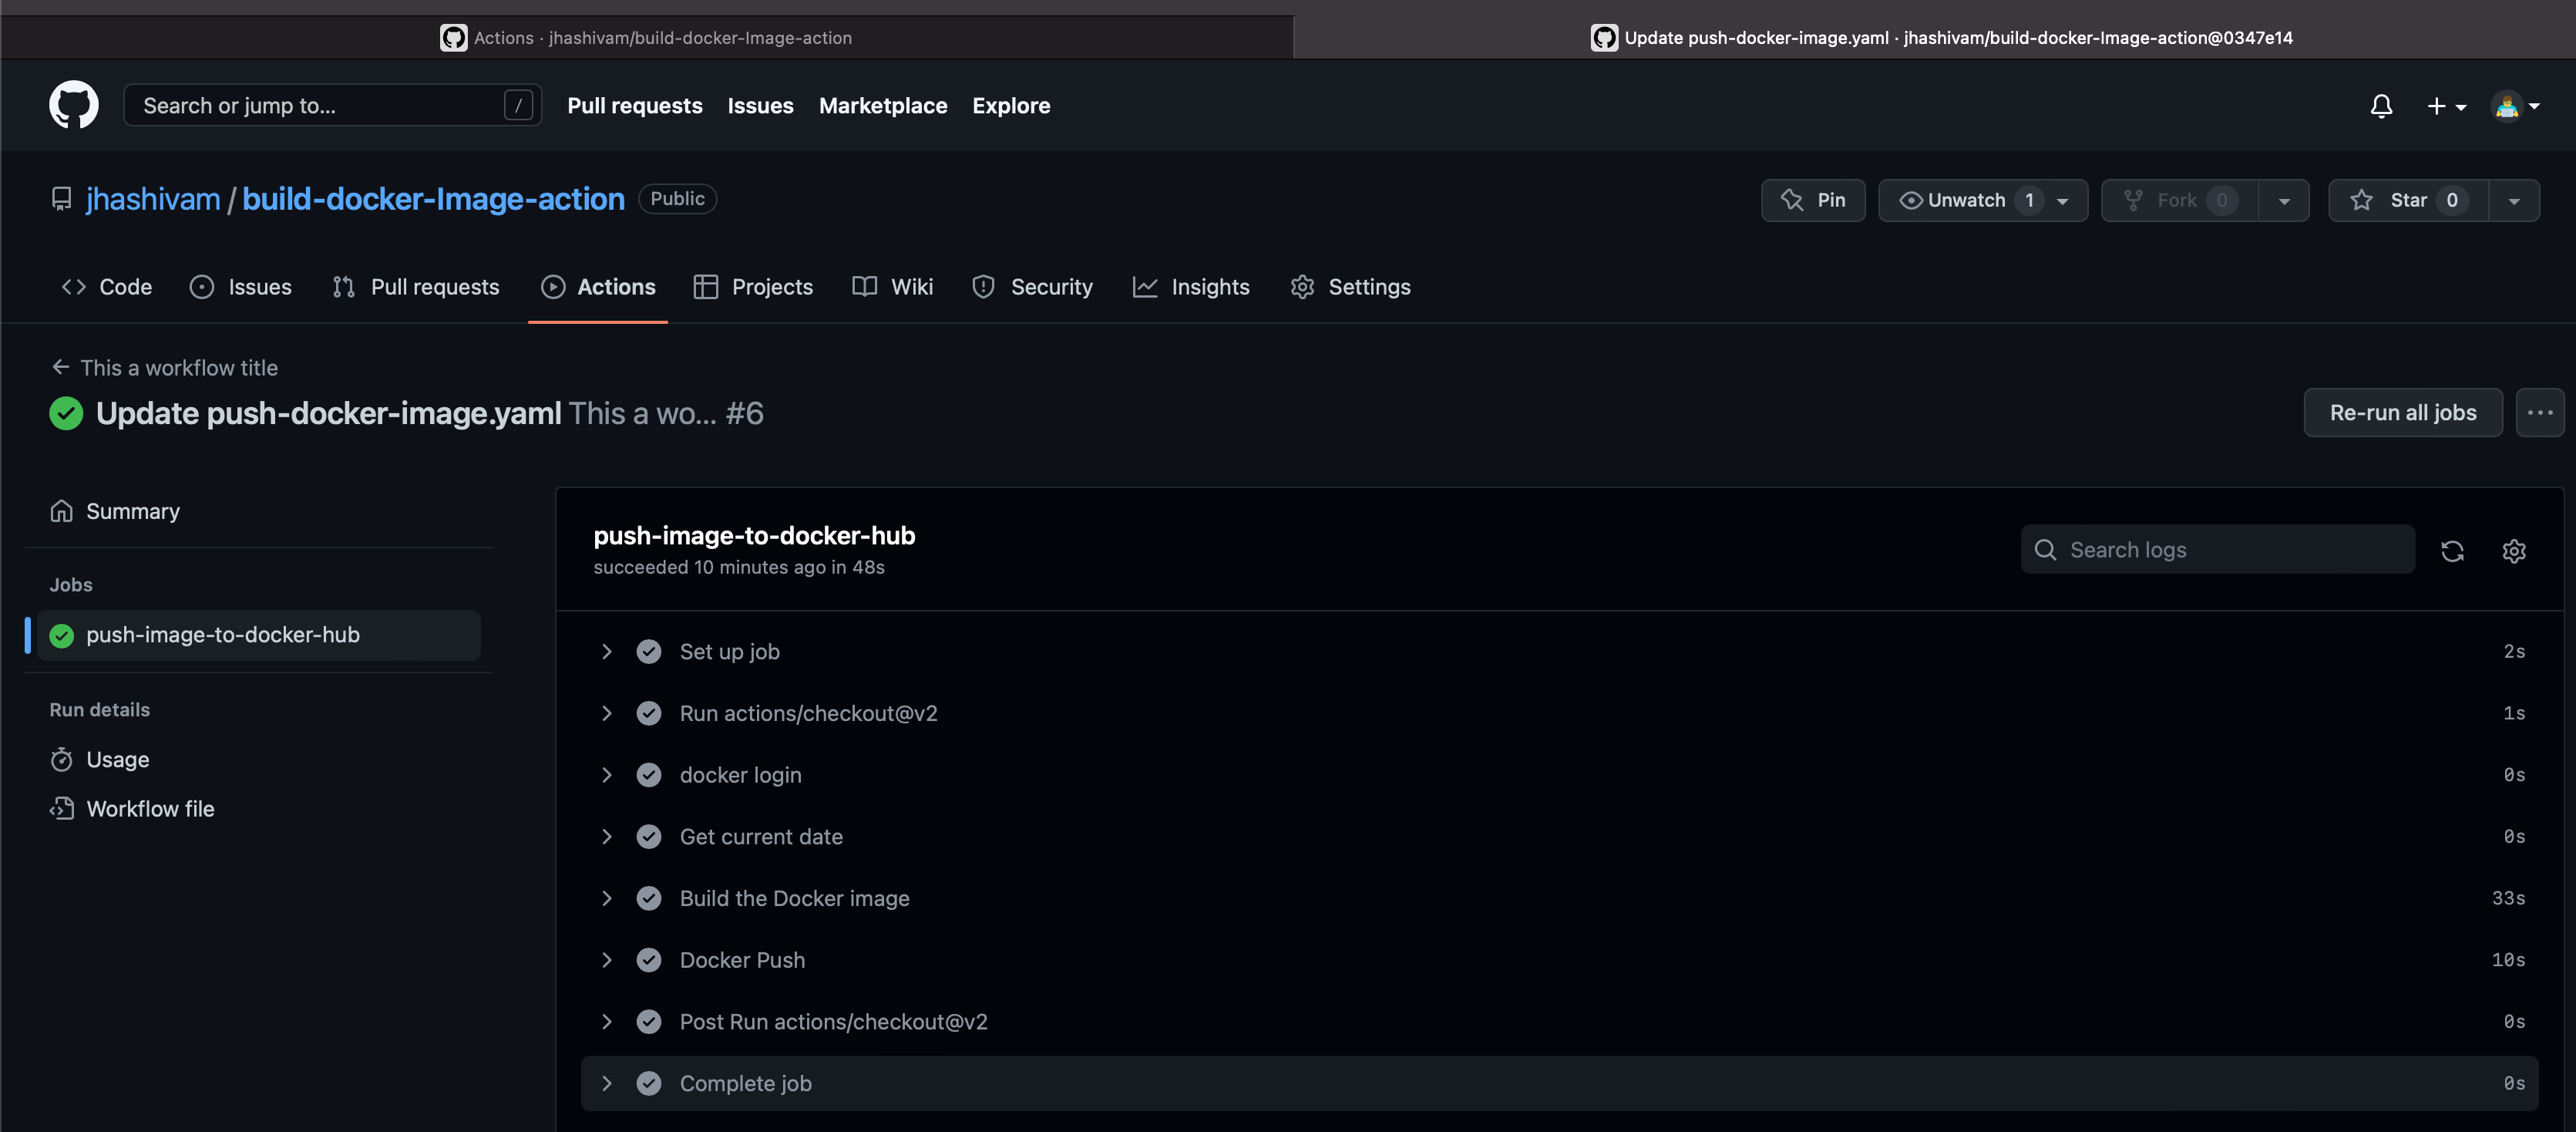 Actions · jhashivam/build-docker-Image-action
Update push-docker-image.yaml · jhashivam/build-docker-Image-action@0347e14
Search or jump to... /
Pull requests Issues Marketplace Explore
jhashivam / build-docker-Image-action Public
Pin Unwatch 1 Fork 0 Star 0
Code Issues Pull requests Actions Projects Wiki Security Insights Settings
This a workflow title
Update push-docker-image.yaml This a wo... #6
Re-run all jobs
Summary
Jobs
push-image-to-docker-hub
Run details
Usage
Workflow file
push-image-to-docker-hub
succeeded 10 minutes ago in 48s
Search logs
Set up job 2s
Run actions/checkout@v2 1s
docker login 0s
Get current date 0s
Build the Docker image 33s
Docker Push 10s
Post Run actions/checkout@v2 0s
Complete job 0s